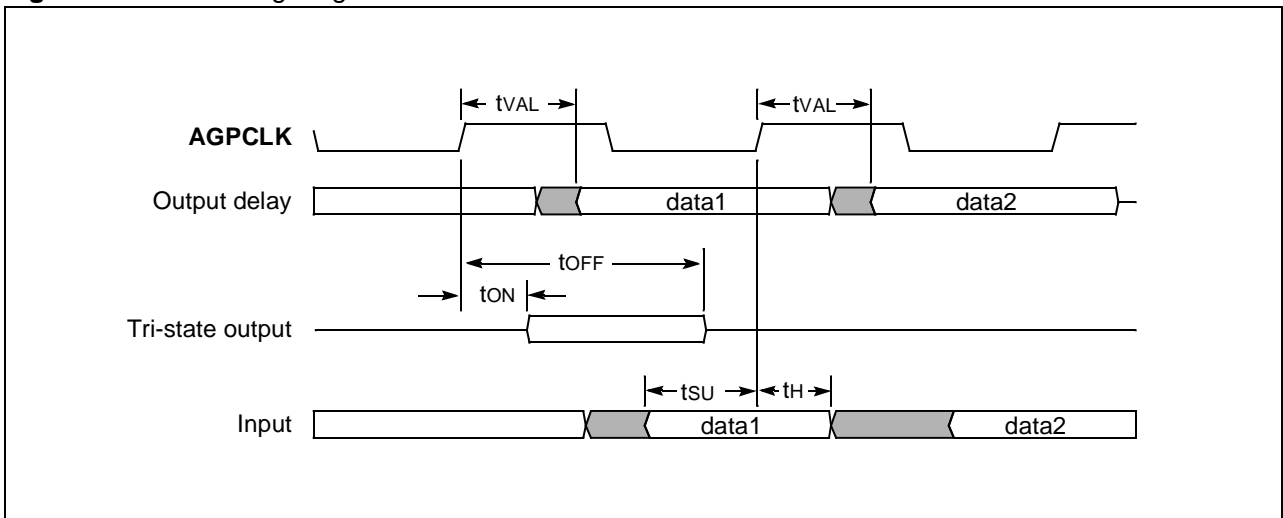 tVAL tVAL
AGPCLK
Output delay data1 data2
tOFF
tON
Tri-state output
tSU tH
Input data1 data2